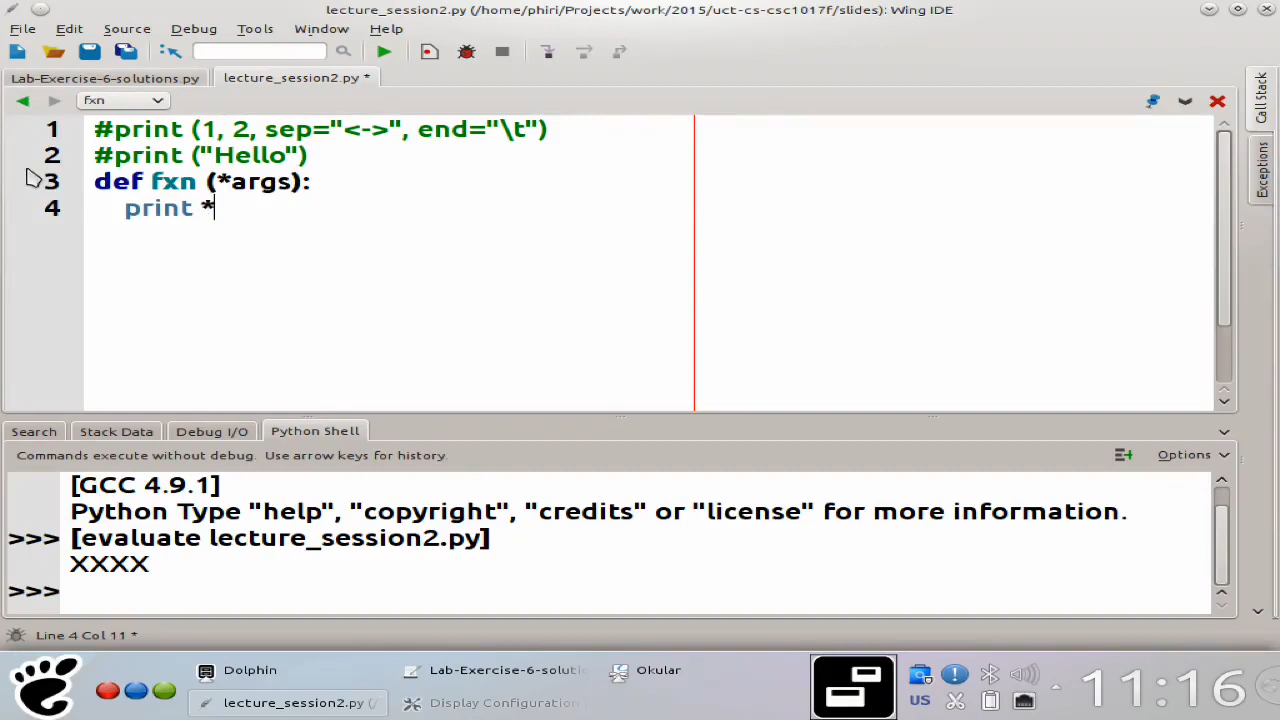 lecture_session2.py (/home/phiri/Projects/work/2015/uct-cs-csc1017f/slides): Wing IDE
File Edit Source Debug Tools Window Help
Lab-Exercise-6-solutions.py lecture_session2.py *
fxn
1 #print (1, 2, sep="<->", end="\t")
2 #print ("Hello")
3 def fxn (*args):
4 print *
Call Stack
Exceptions
Search Stack Data Debug I/O Python Shell
Commands execute without debug. Use arrow keys for history.
Options
[GCC 4.9.1]
Python Type "help", "copyright", "credits" or "license" for more information.
>>> [evaluate lecture_session2.py]
XXXX
>>>
Line 4 Col 11 *
Dolphin Lab-Exercise-6-solutio Okular
lecture_session2.py (/ Display Configuration
US
11:16